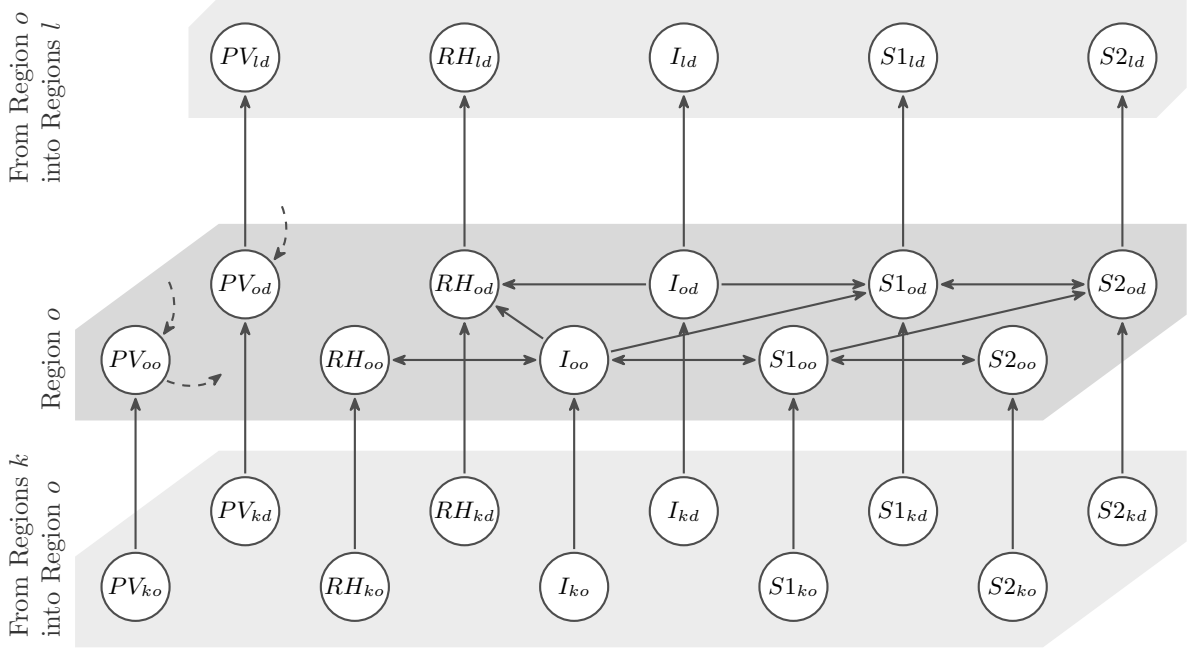 From Region o
into Regions l
PV_ld RH_ld I_ld S1_ld S2_ld
Region o
PV_od RH_od I_od S1_od S2_od
PV_oo RH_oo I_oo S1_oo S2_oo
From Regions k
into Region o
PV_kd RH_kd I_kd S1_kd S2_kd
PV_ko RH_ko I_ko S1_ko S2_ko